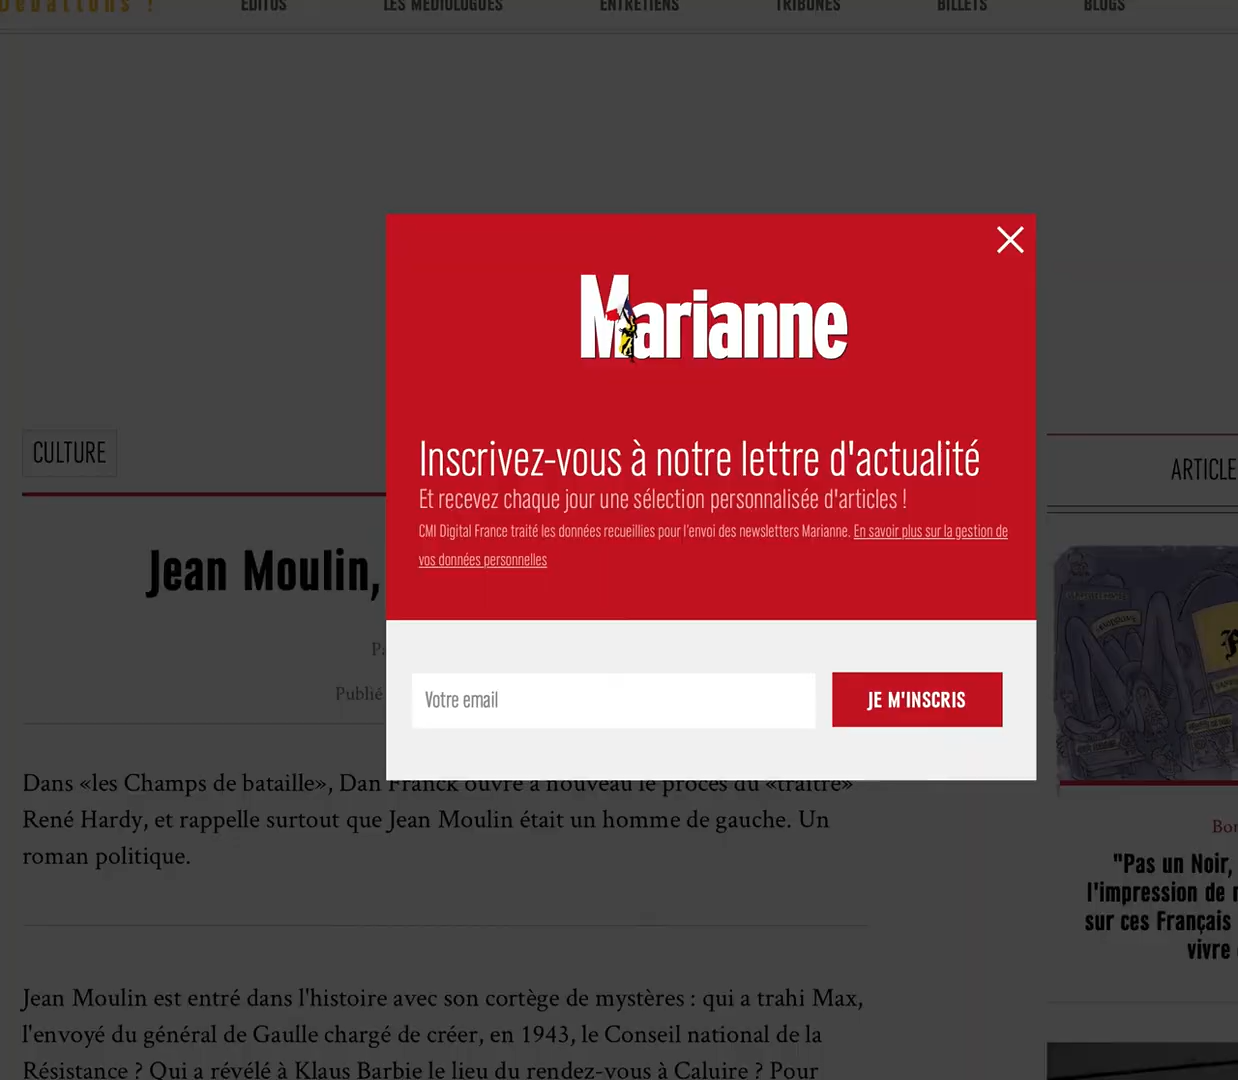 Débattons !
ÉDITOS
LES MÉDIOLOGUES
ENTRETIENS
TRIBUNES
BILLETS
BLOGS
Marianne
Inscrivez-vous à notre lettre d'actualité
Et recevez chaque jour une sélection personnalisée d'articles !
CMI Digital France traité les données recueillies pour l'envoi des newsletters Marianne. En savoir plus sur la gestion de
vos données personnelles
Votre email
JE M'INSCRIS
CULTURE
Jean Moulin,
Publié
Dans «les Champs de bataille», Dan Franck ouvre à nouveau le procès du «traître»
René Hardy, et rappelle surtout que Jean Moulin était un homme de gauche. Un
roman politique.
Jean Moulin est entré dans l'histoire avec son cortège de mystères : qui a trahi Max,
l'envoyé du général de Gaulle chargé de créer, en 1943, le Conseil national de la
Résistance ? Qui a révélé à Klaus Barbie le lieu du rendez-vous à Caluire ? Pour
ARTICLE
"Pas un Noir,
l'impression de
sur ces Français
vivre